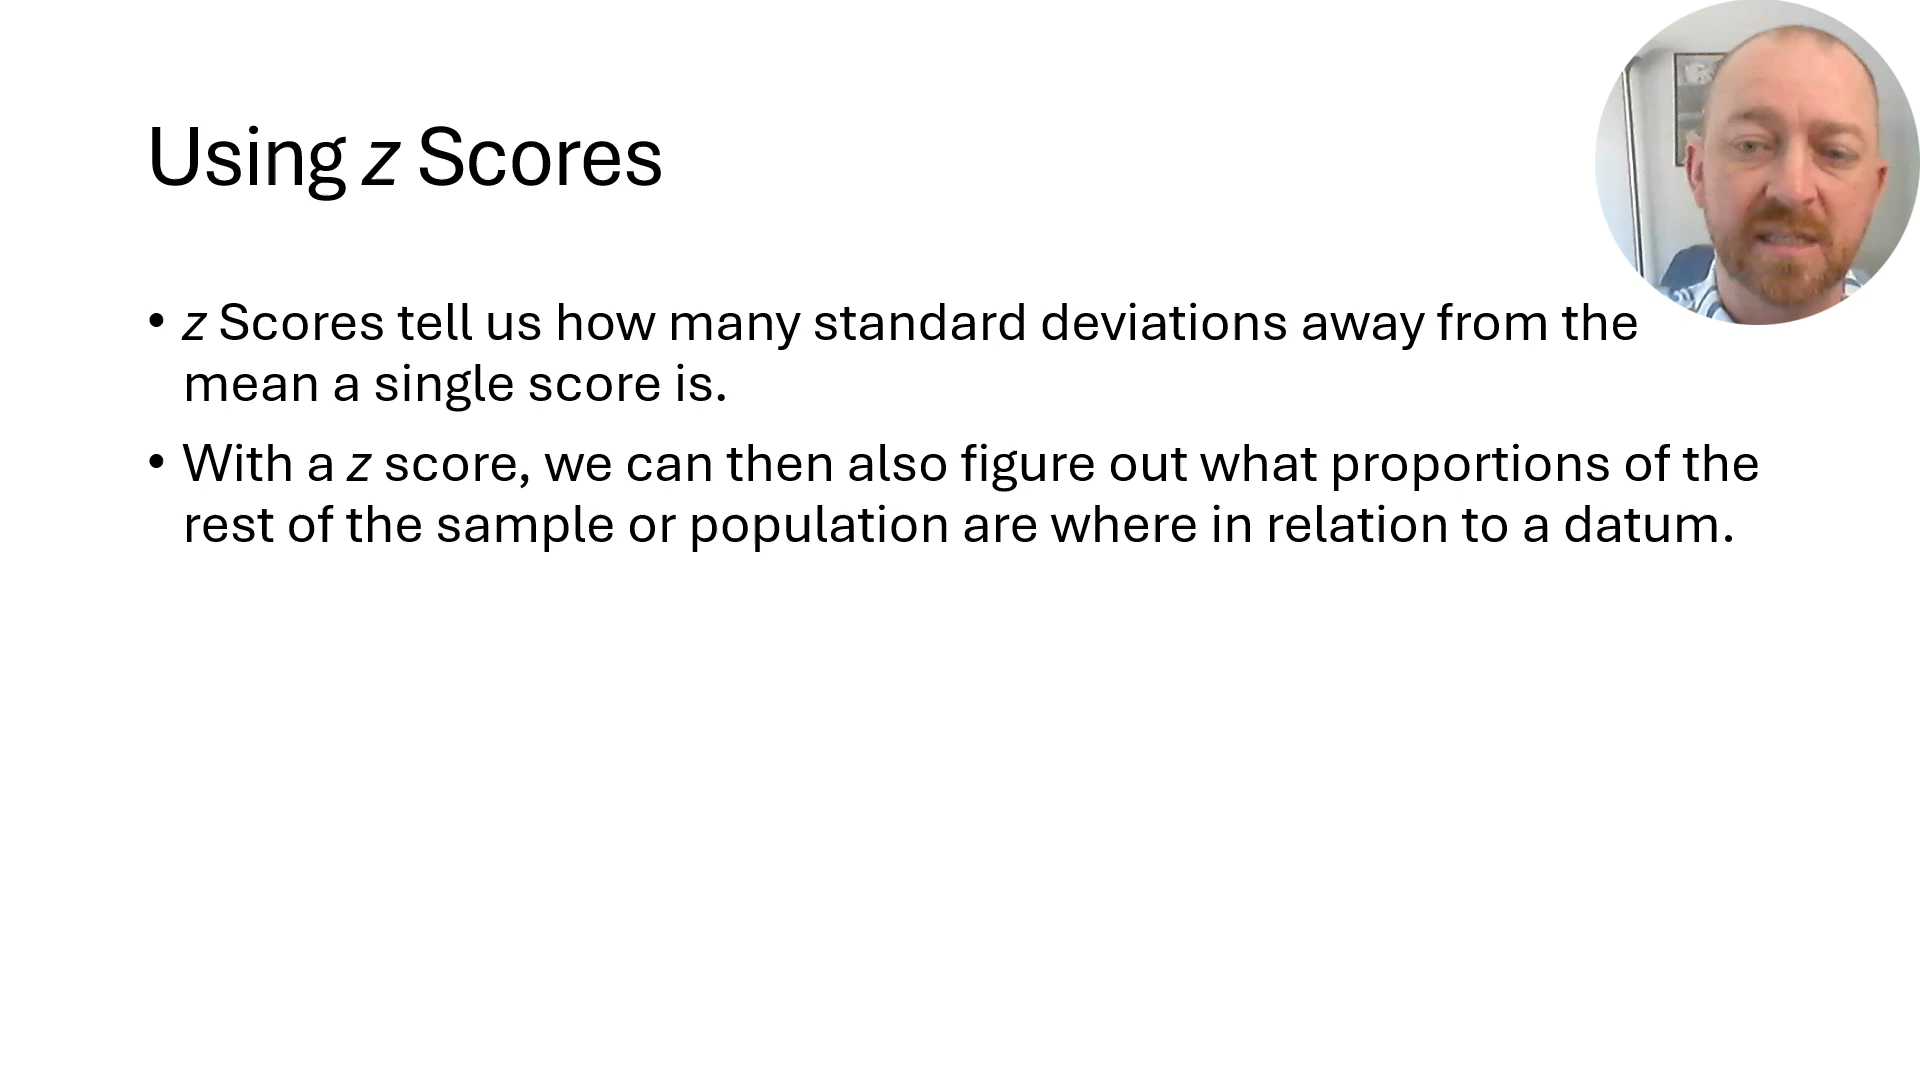 Using z Scores
• z Scores tell us how many standard deviations away from the
mean a single score is.
• With a z score, we can then also figure out what proportions of the
rest of the sample or population are where in relation to a datum.